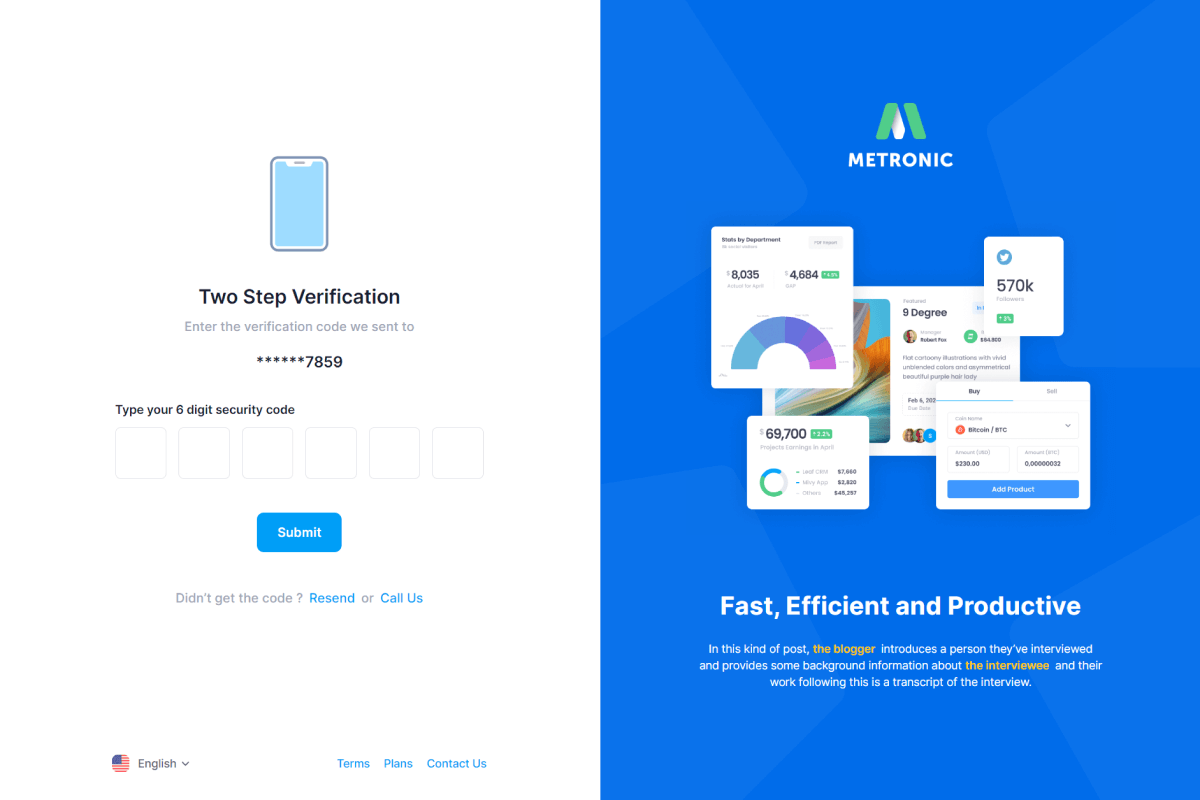 Two Step Verification
Enter the verification code we sent to
******7859
Type your 6 digit security code
Submit
Didn't get the code ? Resend or Call Us
English
Terms Plans Contact Us
METRONIC
Stats by Department
$8,035
Actual for April
$4,684
GAP
570k
Followers
Featured
9 Degree
Manager
Robert Fox
$64.800
Flat cartoony illustrations with vivid
unblended colors and asymmetrical
beautiful purple hair lady
Feb 6, 202
Due Date
$69,700 2.2%
Projects Earnings in April
Leaf CRM $7,660
Mivy App $2,820
Others $45,257
Buy Sell
Coin Name
Bitcoin / BTC
Amount (USD) Amount (BTC)
$230.00 0,00000032
Add Product
Fast, Efficient and Productive
In this kind of post, the blogger introduces a person they've interviewed
and provides some background information about the interviewee and their
work following this is a transcript of the interview.